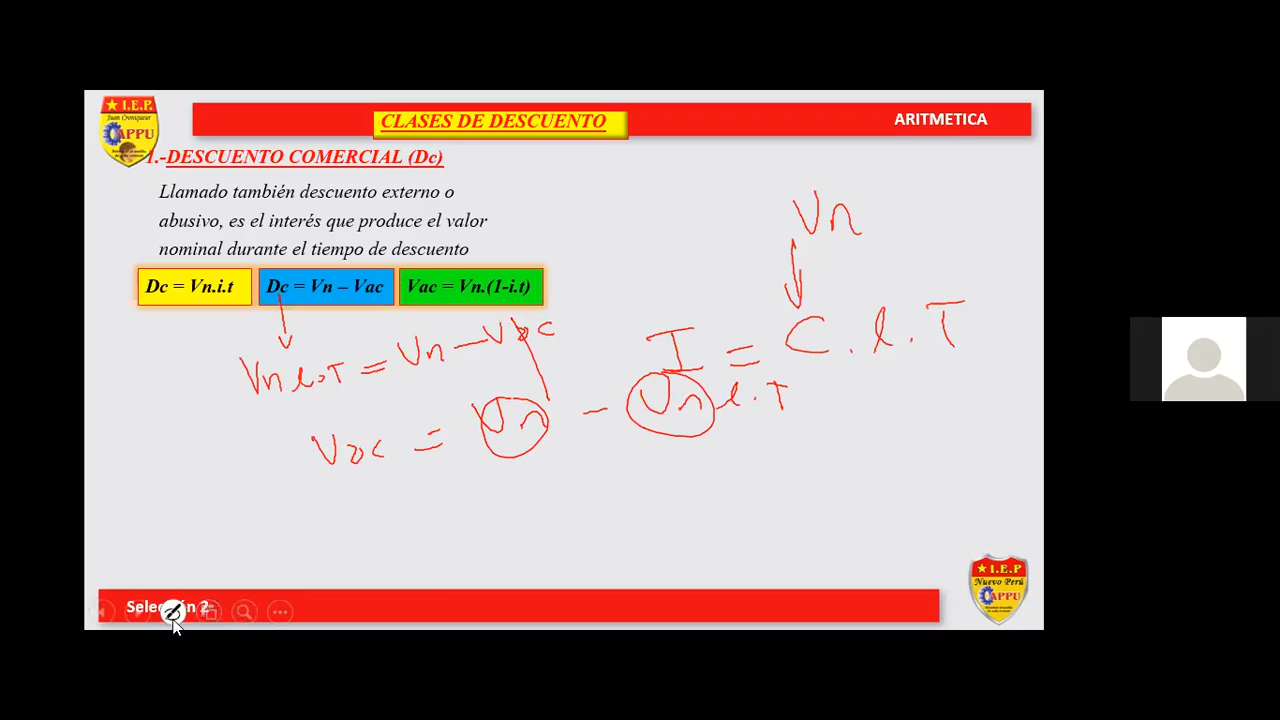 ★ I.E.P.
Juan Croniqueur
APPU
CLASES DE DESCUENTO
ARITMETICA
1.-DESCUENTO COMERCIAL (Dc)
Llamado también descuento externo o
abusivo, es el interés que produce el valor
nominal durante el tiempo de descuento
Dc = Vn.i.t
Dc = Vn – Vac
Vac = Vn.(1-i.t)
Vn
I = C . i . T
Vn i.T = Vn – Vac
Vac = Vn – Vn i.T
Selección 2
★ I.E.P
Nuevo Perú
APPU